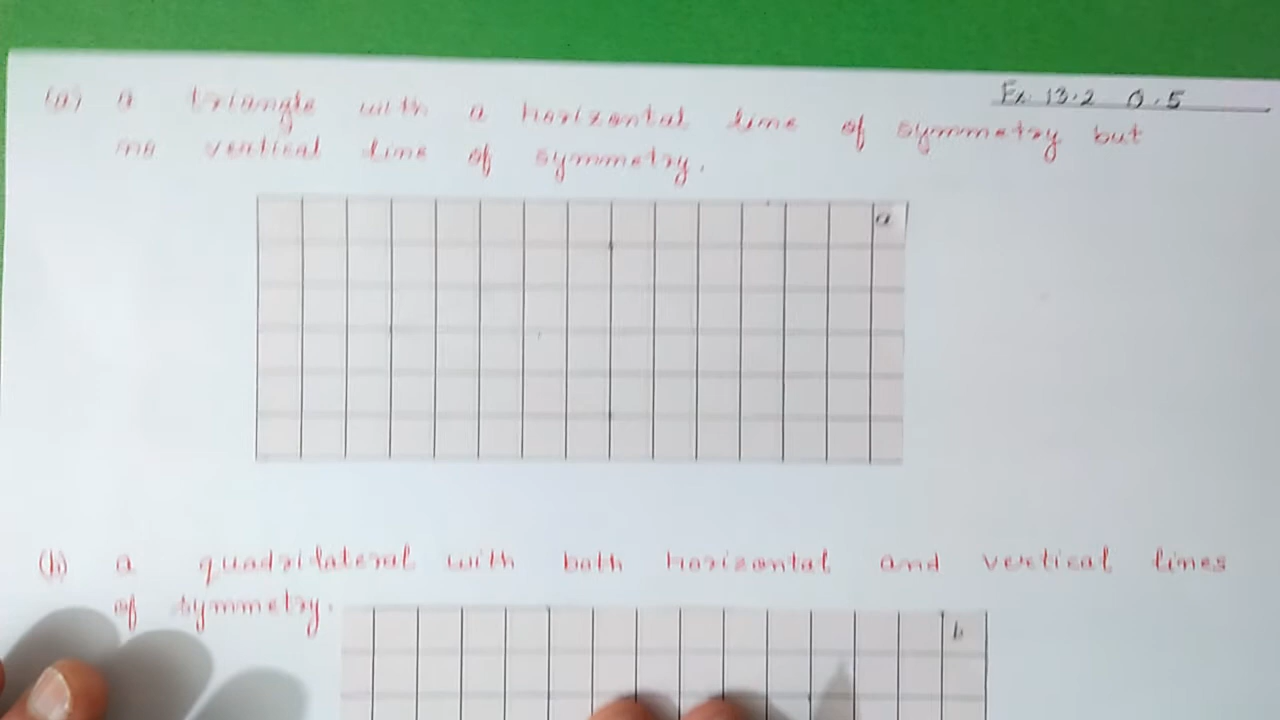 Ex. 13.2 Q.5
(a) a triangle with a horizontal line of symmetry but
no vertical line of symmetry.
a
(b) a quadrilateral with both horizontal and vertical lines
of symmetry.
b